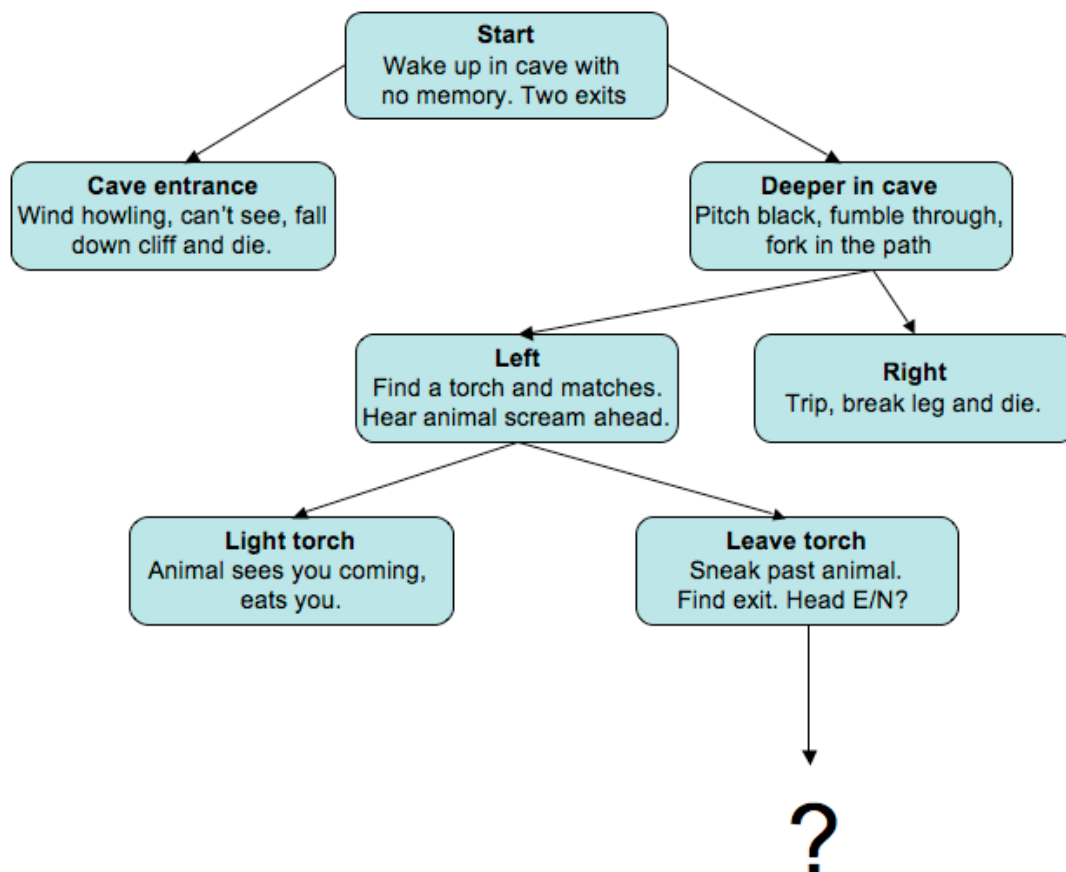 Start
Wake up in cave with
no memory. Two exits
Cave entrance
Wind howling, can't see, fall
down cliff and die.
Deeper in cave
Pitch black, fumble through,
fork in the path
Left
Find a torch and matches.
Hear animal scream ahead.
Right
Trip, break leg and die.
Light torch
Animal sees you coming,
eats you.
Leave torch
Sneak past animal.
Find exit. Head E/N?
?